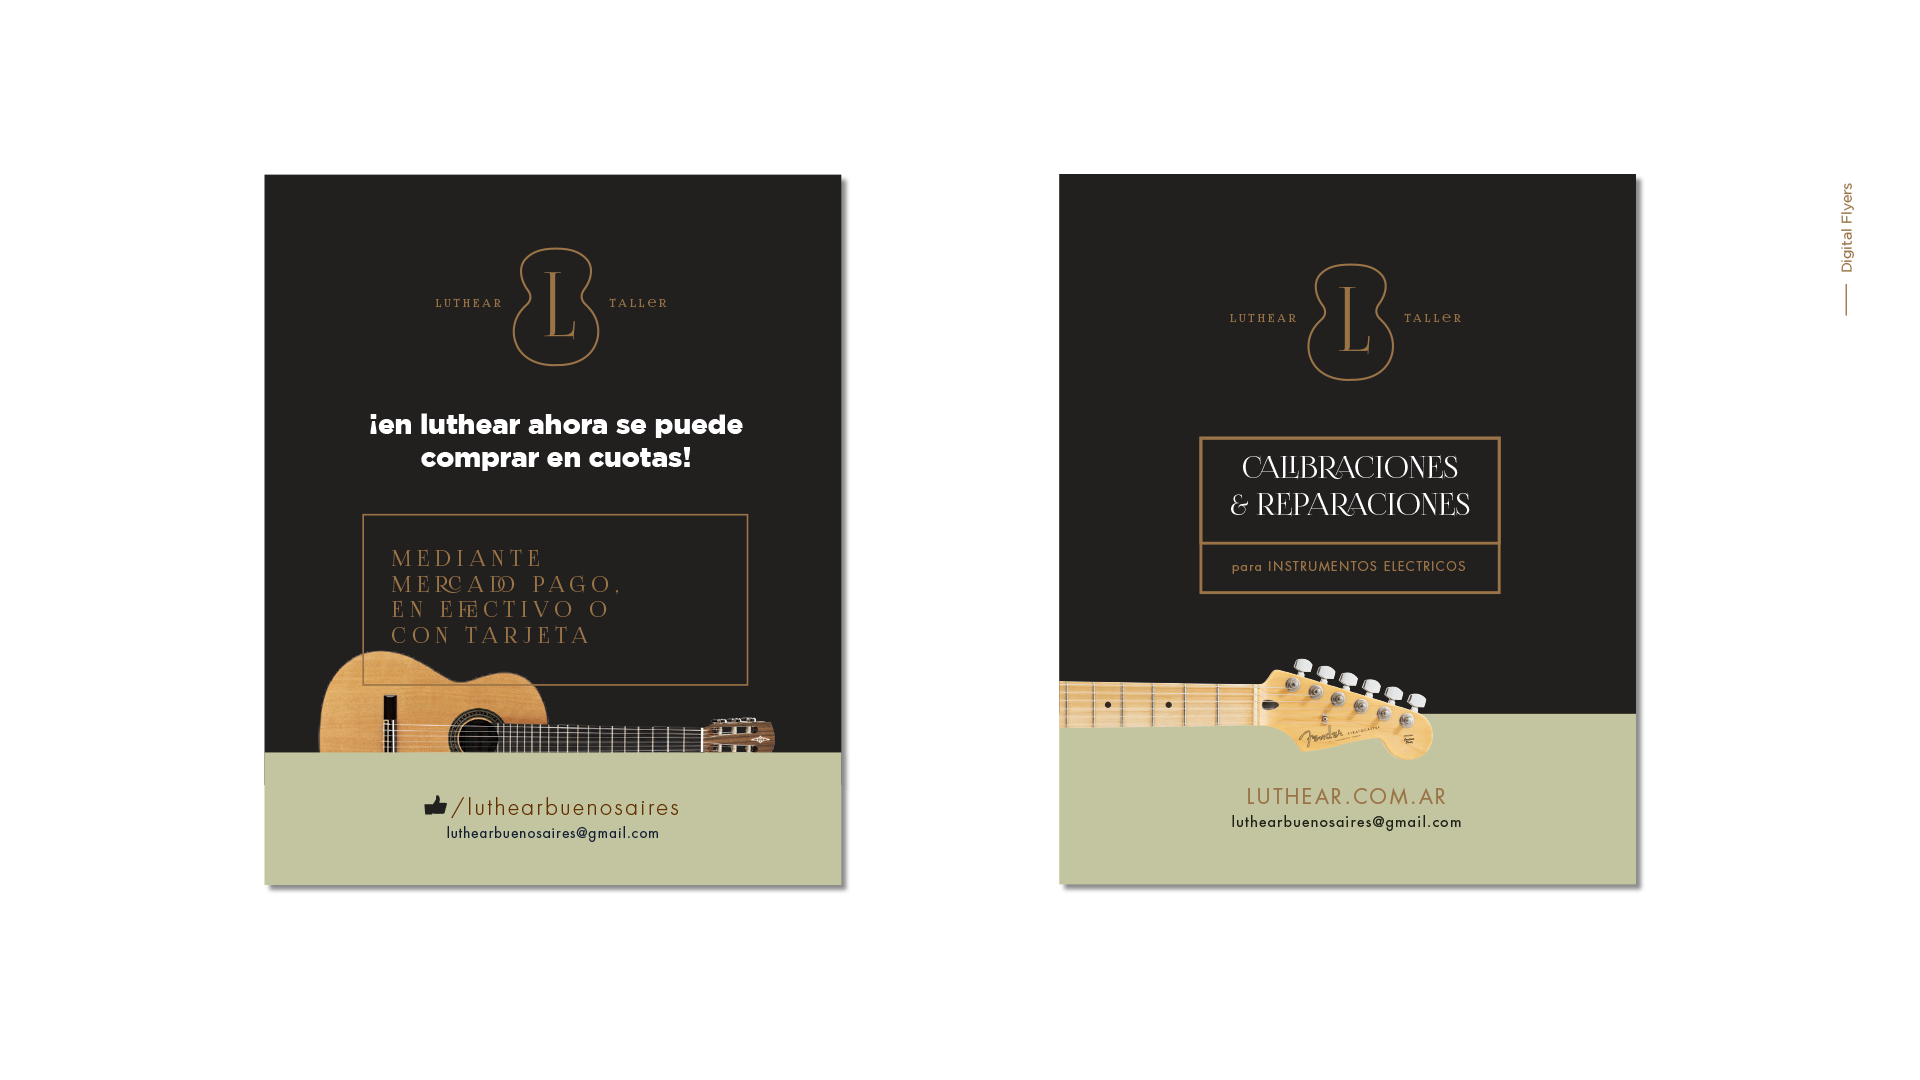 LUTHEAR
L
TALLER
¡en luthear ahora se puede
comprar en cuotas!
MEDIANTE
MERCADO PAGO,
EN EFECTIVO O
CON TARJETA
/luthearbuenosaires
luthearbuenosaires@gmail.com
LUTHEAR
L
TALLER
CALIBRACIONES
& REPARACIONES
para INSTRUMENTOS ELECTRICOS
Fender
LUTHEAR.COM.AR
luthearbuenosaires@gmail.com
Digital Flyers